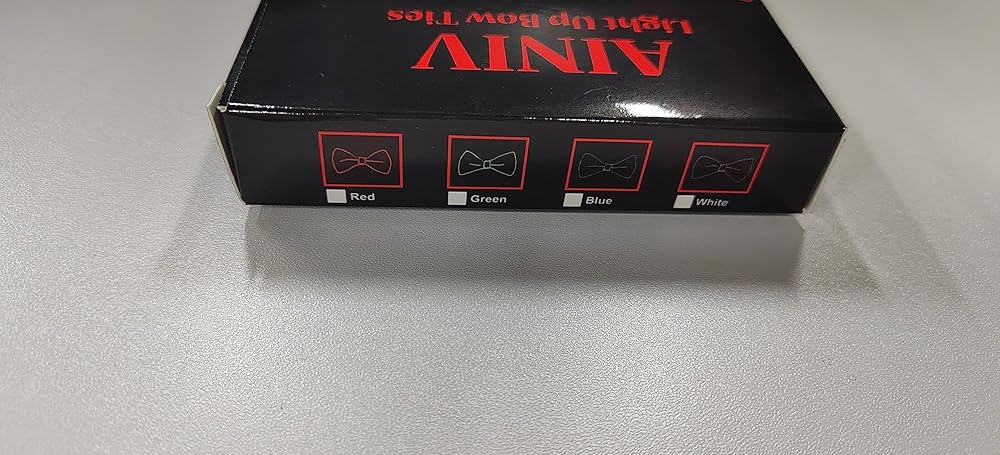 AINIV
Light Up Bow Ties
Red
Green
Blue
White